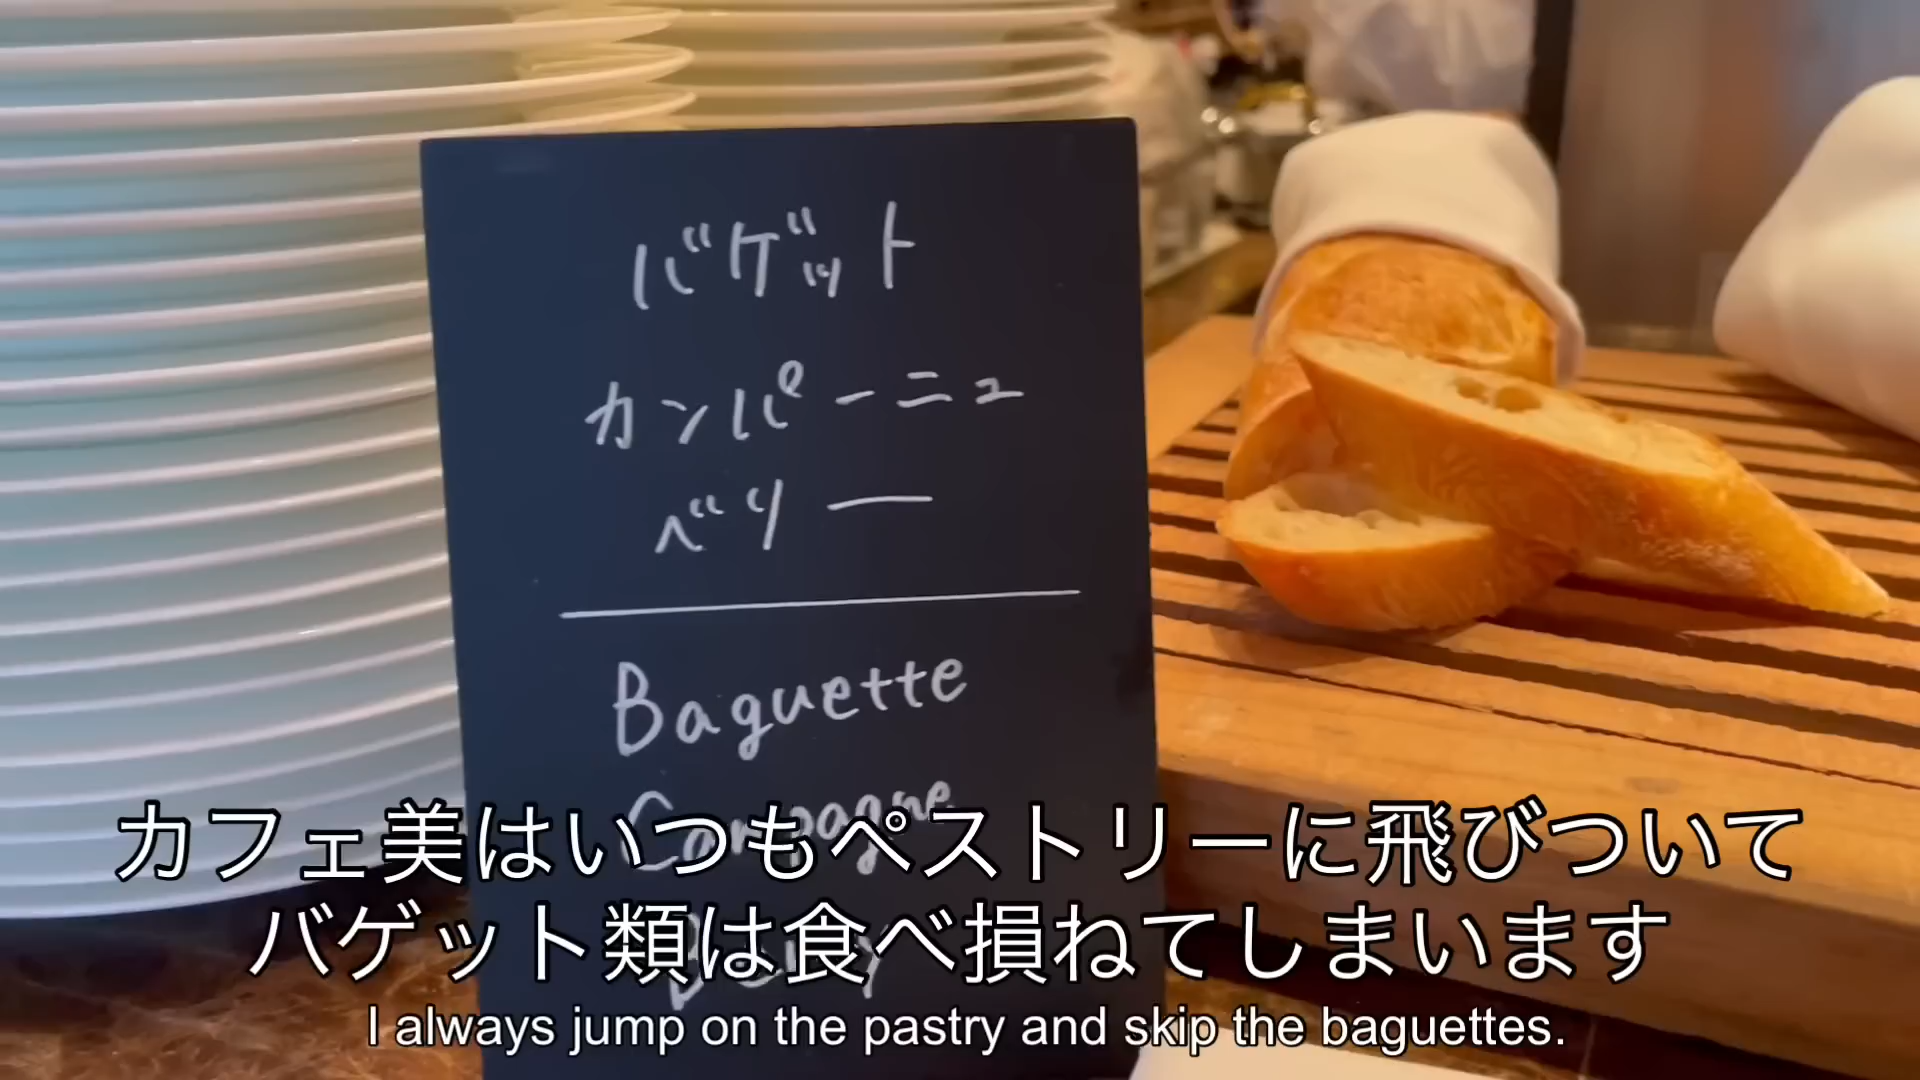 バゲット
カンパーニュ
ベリー
Baguette
Campagne
Berry
カフェ美はいつもペストリーに飛びついて
バゲット類は食べ損ねてしまいます
I always jump on the pastry and skip the baguettes.